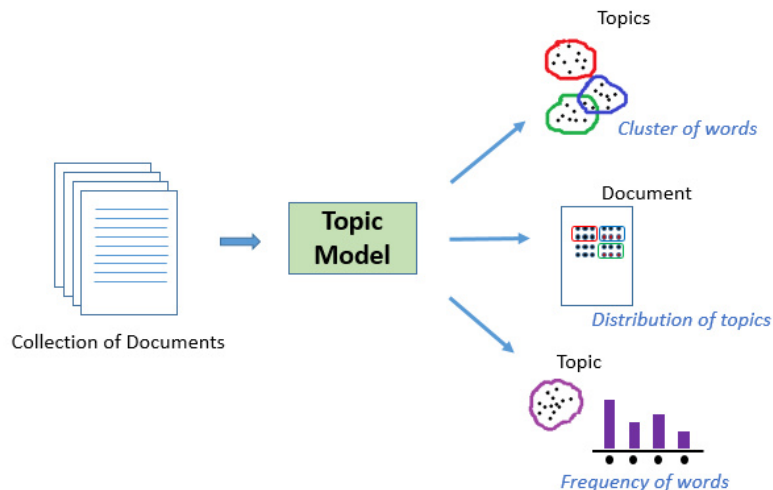 Topics
Cluster of words
Topic
Model
Collection of Documents
Document
Distribution of topics
Topic
Frequency of words